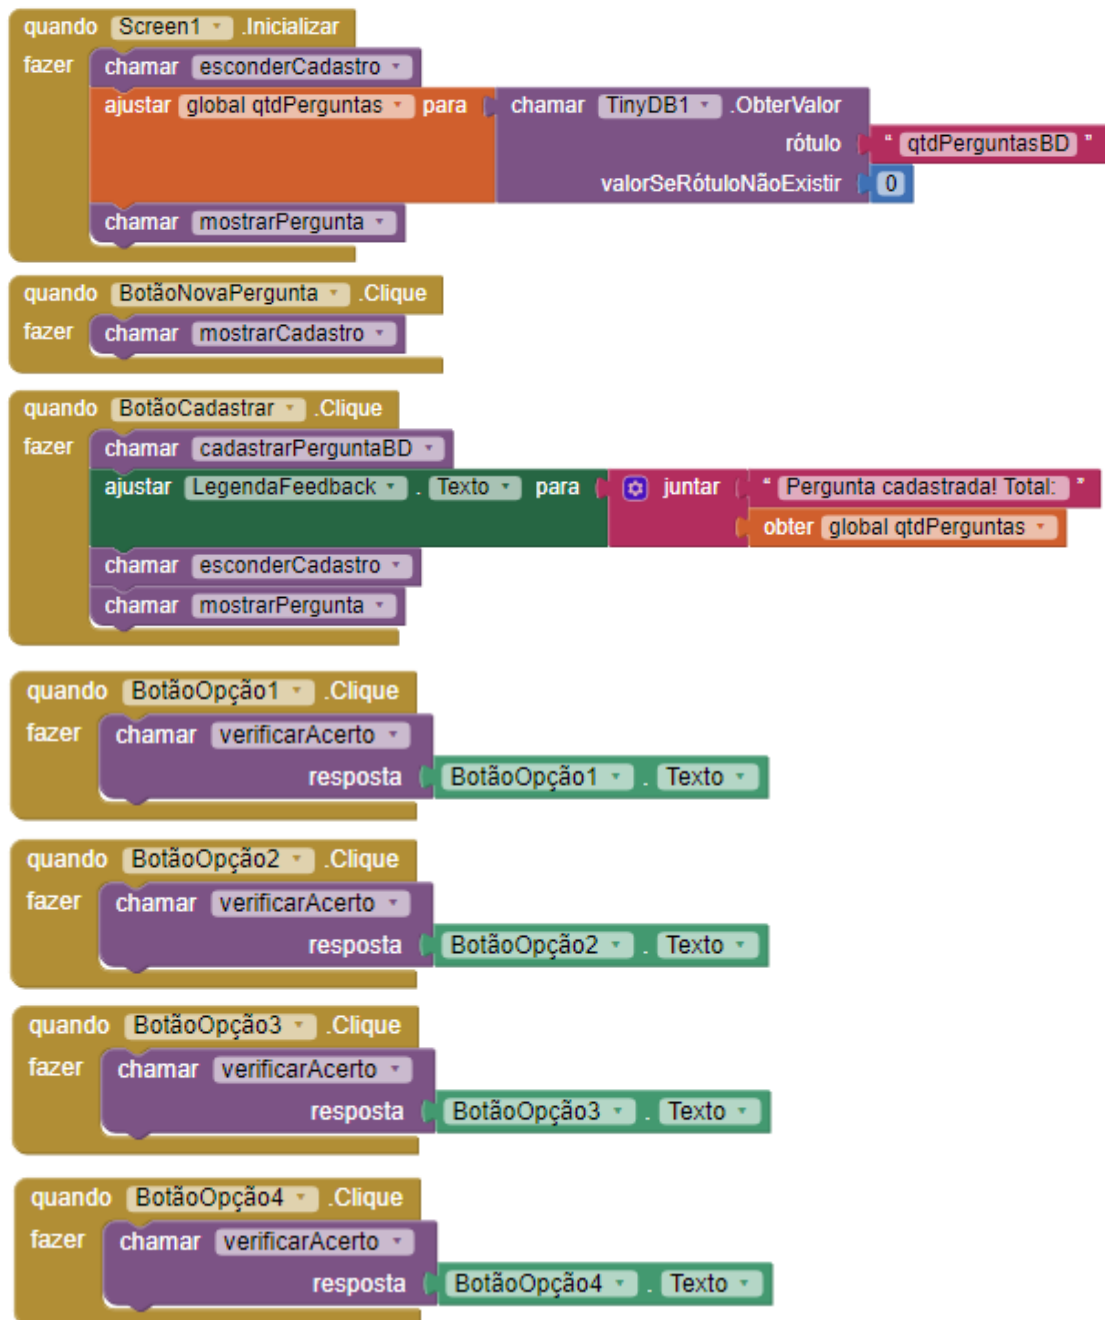 quando Screen1 .Inicializar
fazer chamar esconderCadastro
ajustar global qtdPerguntas para chamar TinyDB1 .ObterValor
rótulo " qtdPerguntasBD "
valorSeRótuloNãoExistir 0
chamar mostrarPergunta
quando BotãoNovaPergunta .Clique
fazer chamar mostrarCadastro
quando BotãoCadastrar .Clique
fazer chamar cadastrarPerguntaBD
ajustar LegendaFeedback . Texto para juntar " Pergunta cadastrada! Total: "
obter global qtdPerguntas
chamar esconderCadastro
chamar mostrarPergunta
quando BotãoOpção1 .Clique
fazer chamar verificarAcerto
resposta BotãoOpção1 . Texto
quando BotãoOpção2 .Clique
fazer chamar verificarAcerto
resposta BotãoOpção2 . Texto
quando BotãoOpção3 .Clique
fazer chamar verificarAcerto
resposta BotãoOpção3 . Texto
quando BotãoOpção4 .Clique
fazer chamar verificarAcerto
resposta BotãoOpção4 . Texto